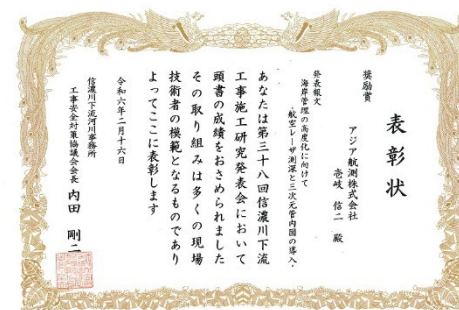 表彰状
奨励賞
アジア航測株式会社
壱岐 信二 殿
発表報文
海岸管理の高度化に向けて
-航空レーザ測深と三次元管内図の導入-
あなたは第三十八回信濃川下流
工事施工研究発表会において
頭書の成績をおさめられました
その取り組みは多くの現場
技術者の模範となるものであり
よってここに表彰します
令和六年二月十六日
信濃川下流河川事務所
工事安全対策協議会会長 内田 剛二